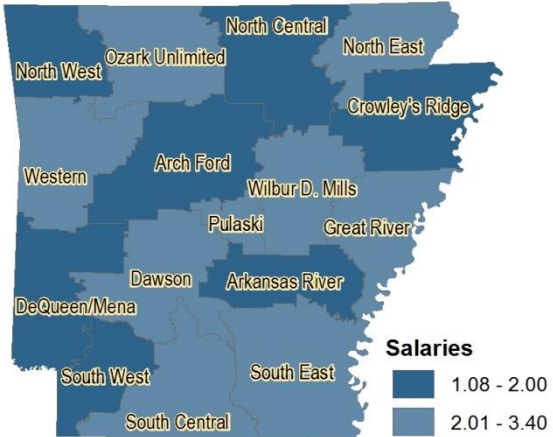 North Central
Ozark Unlimited
North East
North West
Crowley's Ridge
Arch Ford
Western
Wilbur D. Mills
Pulaski
Great River
Dawson
Arkansas River
DeQueen/Mena
South West
South East
South Central
Salaries
1.08 - 2.00
2.01 - 3.40